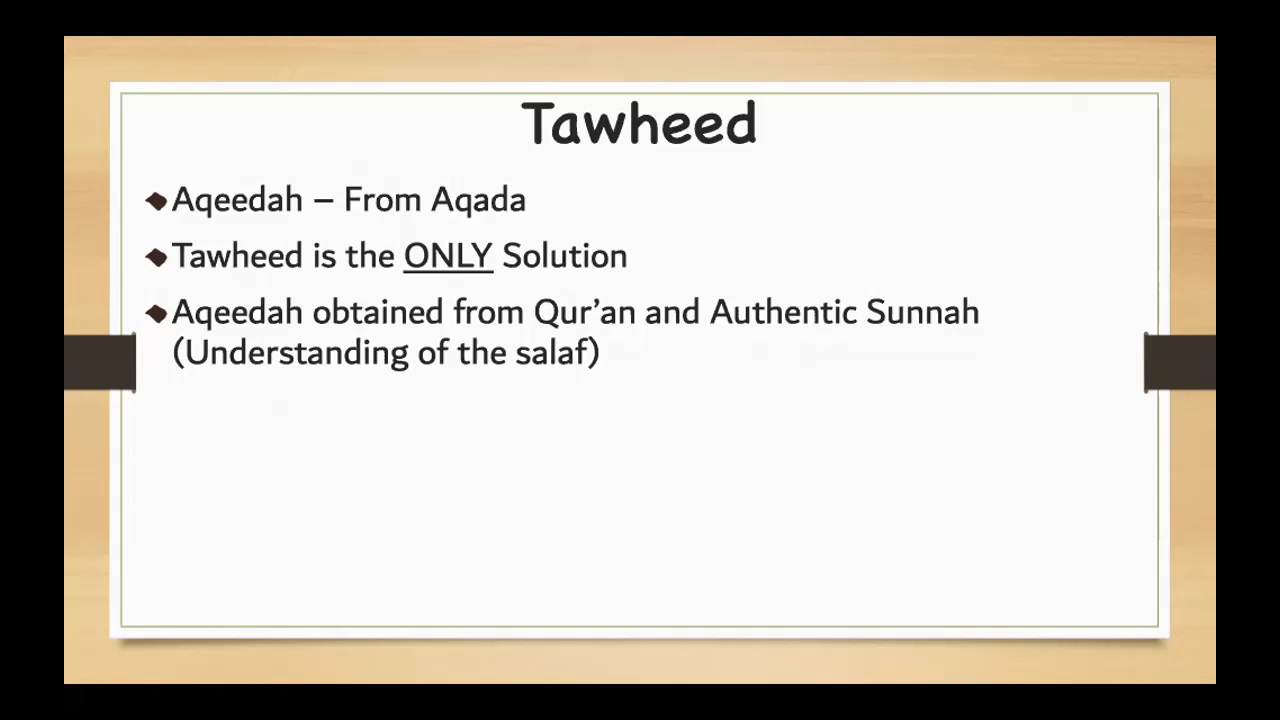 Tawheed
Aqeedah – From Aqada
Tawheed is the ONLY Solution
Aqeedah obtained from Qur’an and Authentic Sunnah
(Understanding of the salaf)